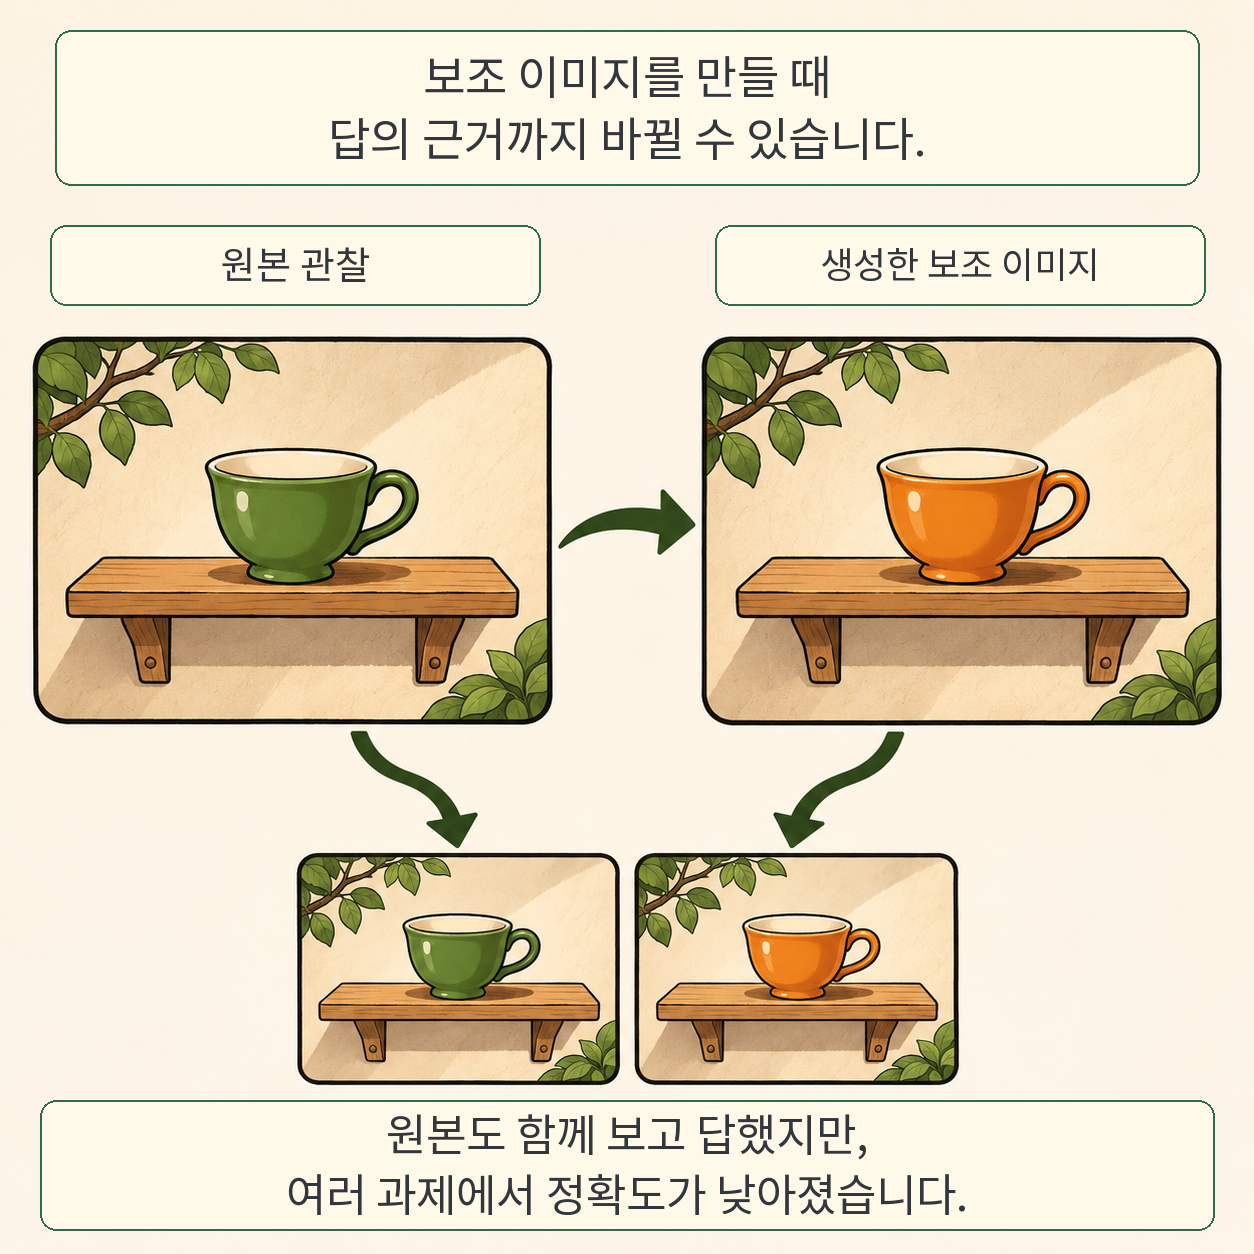 보조 이미지를 만들 때
답의 근거까지 바뀔 수 있습니다.
원본 관찰
생성한 보조 이미지
원본도 함께 보고 답했지만,
여러 과제에서 정확도가 낮아졌습니다.